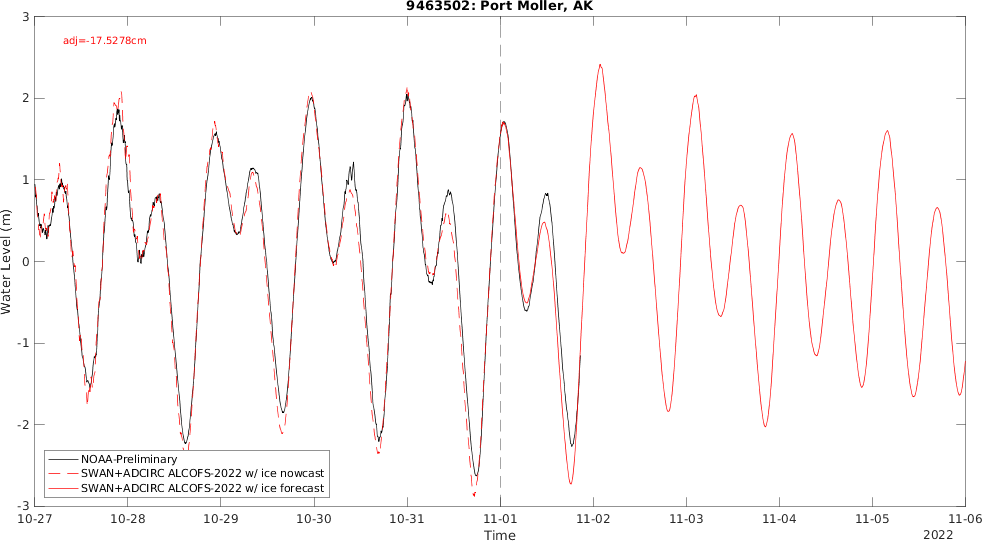 9463502: Port Moller, AK
adj=-17.5278cm
Water Level (m)
3
2
1
0
-1
-2
-3
NOAA-Preliminary
SWAN+ADCIRC ALCOFS-2022 w/ ice nowcast
SWAN+ADCIRC ALCOFS-2022 w/ ice forecast
10-27 10-28 10-29 10-30 10-31 11-01 11-02 11-03 11-04 11-05 11-06
Time
2022